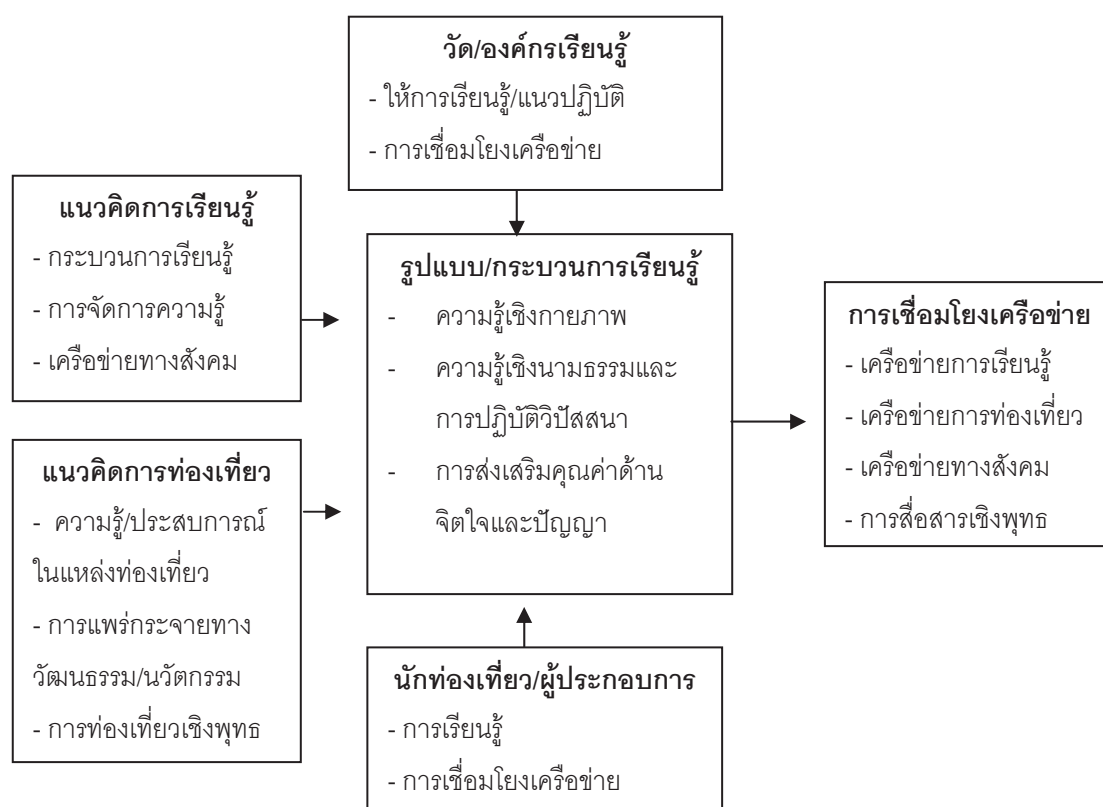 วัด/องค์กรเรียนรู้
- ให้การเรียนรู้/แนวปฏิบัติ
- การเชื่อมโยงเครือข่าย
แนวคิดการเรียนรู้
- กระบวนการเรียนรู้
- การจัดการความรู้
- เครือข่ายทางสังคม
แนวคิดการท่องเที่ยว
- ความรู้/ประสบการณ์
ในแหล่งท่องเที่ยว
- การแพร่กระจายทาง
วัฒนธรรม/นวัตกรรม
- การท่องเที่ยวเชิงพุทธ
รูปแบบ/กระบวนการเรียนรู้
- ความรู้เชิงกายภาพ
- ความรู้เชิงนามธรรมและ
การปฏิบัติวิปัสสนา
- การส่งเสริมคุณค่าด้าน
จิตใจและปัญญา
นักท่องเที่ยว/ผู้ประกอบการ
- การเรียนรู้
- การเชื่อมโยงเครือข่าย
การเชื่อมโยงเครือข่าย
- เครือข่ายการเรียนรู้
- เครือข่ายการท่องเที่ยว
- เครือข่ายทางสังคม
- การสื่อสารเชิงพุทธ